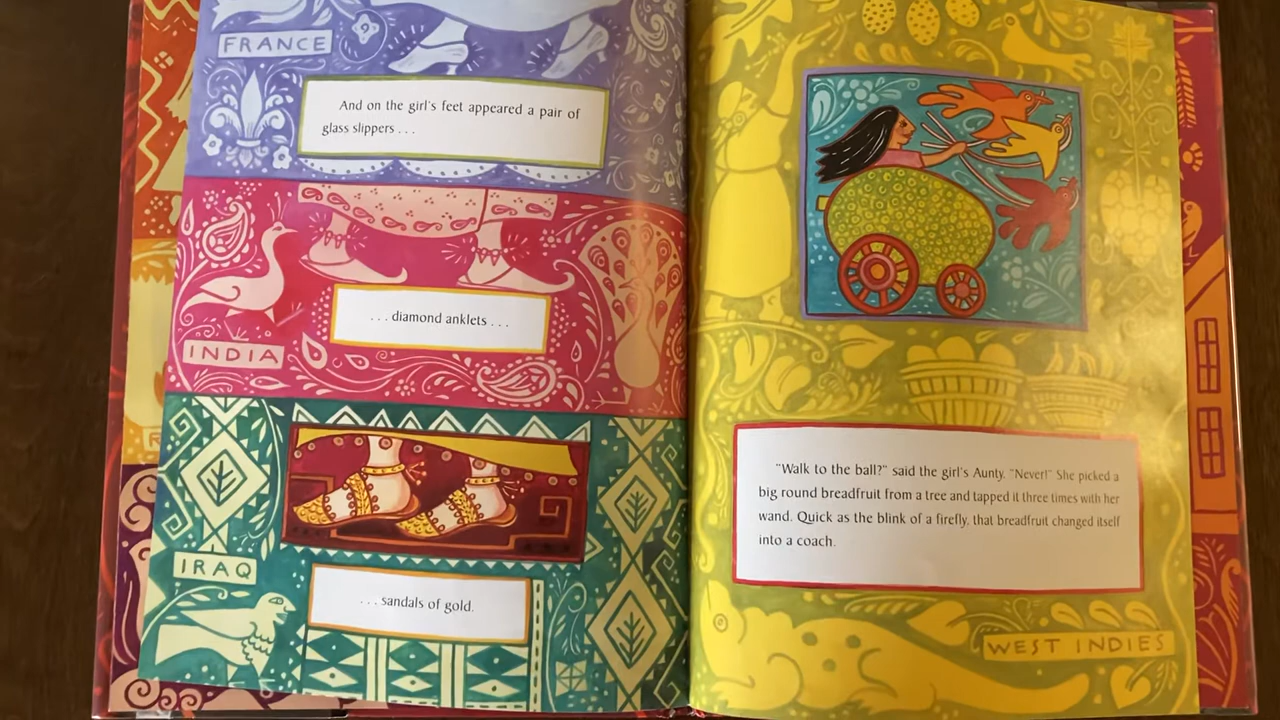 FRANCE
And on the girl's feet appeared a pair of
glass slippers . . .
. . . diamond anklets . . .
INDIA
IRAQ
. . . sandals of gold.
"Walk to the ball?" said the girl's Aunty. "Never!" She picked a
big round breadfruit from a tree and tapped it three times with her
wand. Quick as the blink of a firefly, that breadfruit changed itself
into a coach.
WEST INDIES